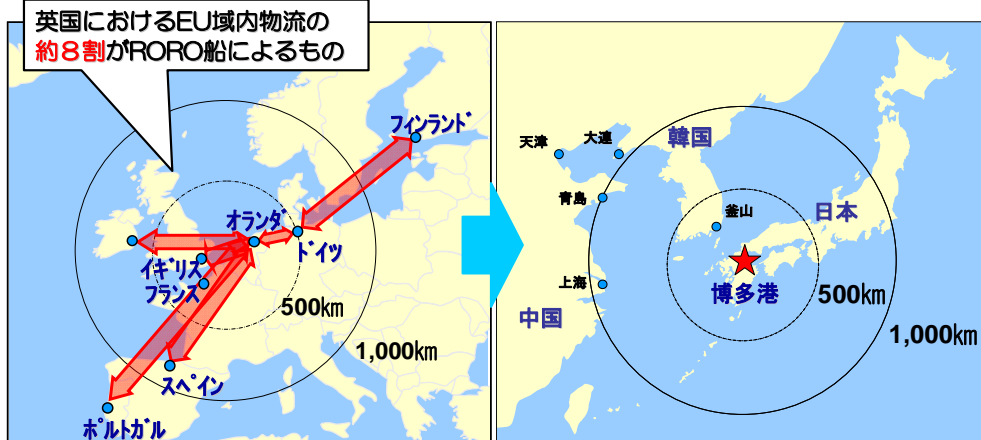 英国におけるEU域内物流の
約8割がRORO船によるもの
フィンランド
オランダ
ドイツ
イギリス
フランス
500㎞
1,000㎞
スペイン
ポルトガル
天津
大連
韓国
青島
釜山
日本
上海
博多港
500㎞
中国
1,000㎞